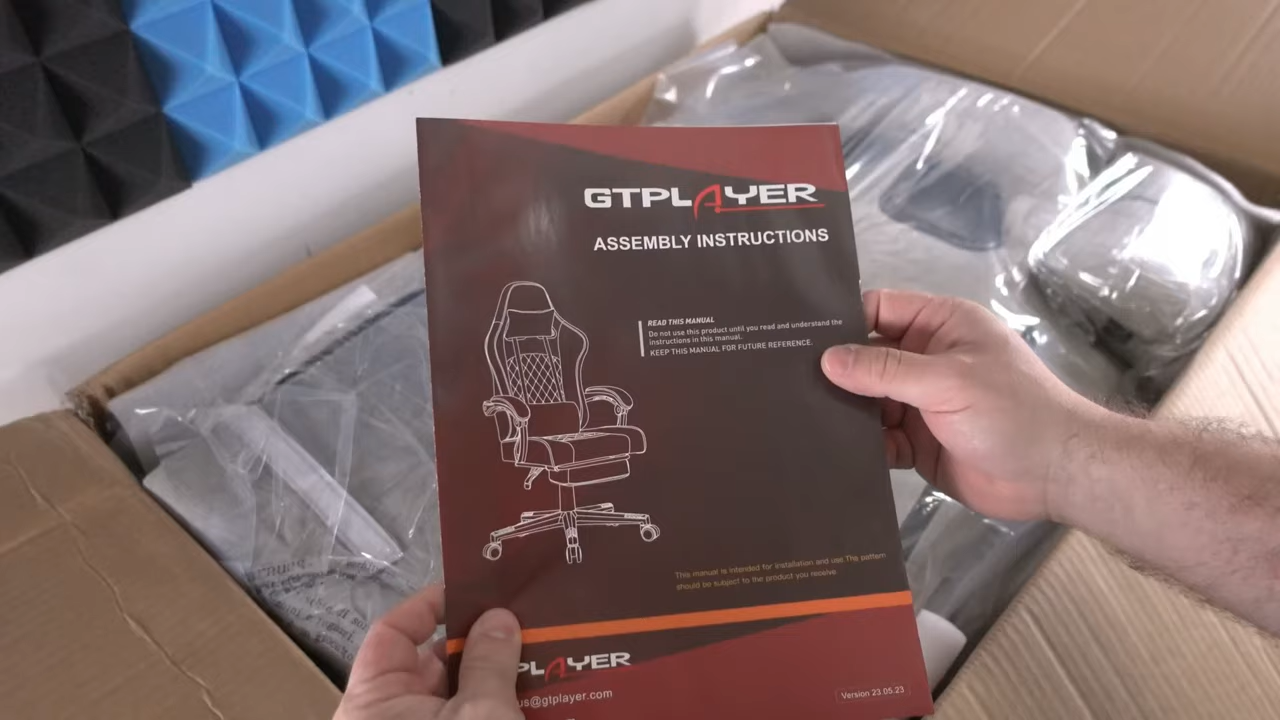 GTPLAYER
ASSEMBLY INSTRUCTIONS
READ THIS MANUAL
Do not use this product until you read and understand the
instructions in this manual.
KEEP THIS MANUAL FOR FUTURE REFERENCE.
This manual is intended for installation and use This pattern
should be subject to the product you receive
PLAYER
us@gtplayer.com
Version 23.05.23